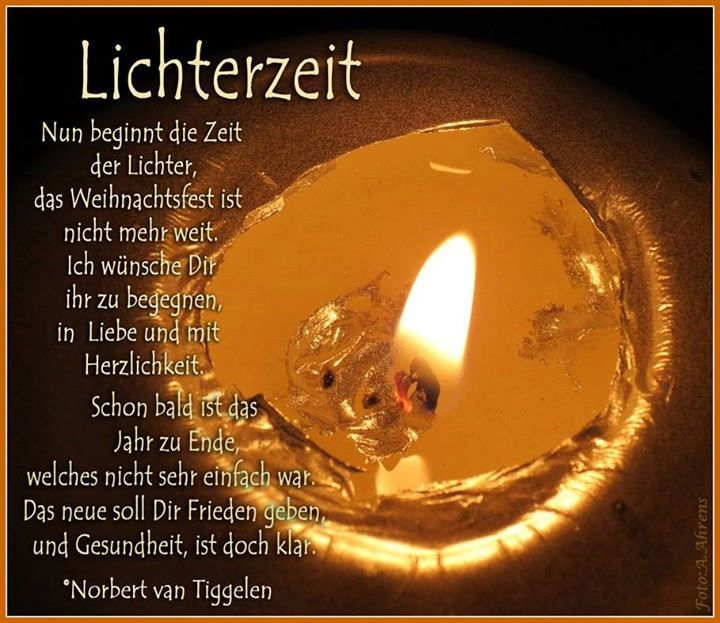 Lichterzeit
Nun beginnt die Zeit
der Lichter,
das Weihnachtsfest ist
nicht mehr weit.
Ich wünsche Dir
ihr zu begegnen,
in Liebe und mit
Herzlichkeit.
Schon bald ist das
Jahr zu Ende,
welches nicht sehr einfach war.
Das neue soll Dir Frieden geben,
und Gesundheit, ist doch klar.
°Norbert van Tiggelen
Foto:A.Ahrens